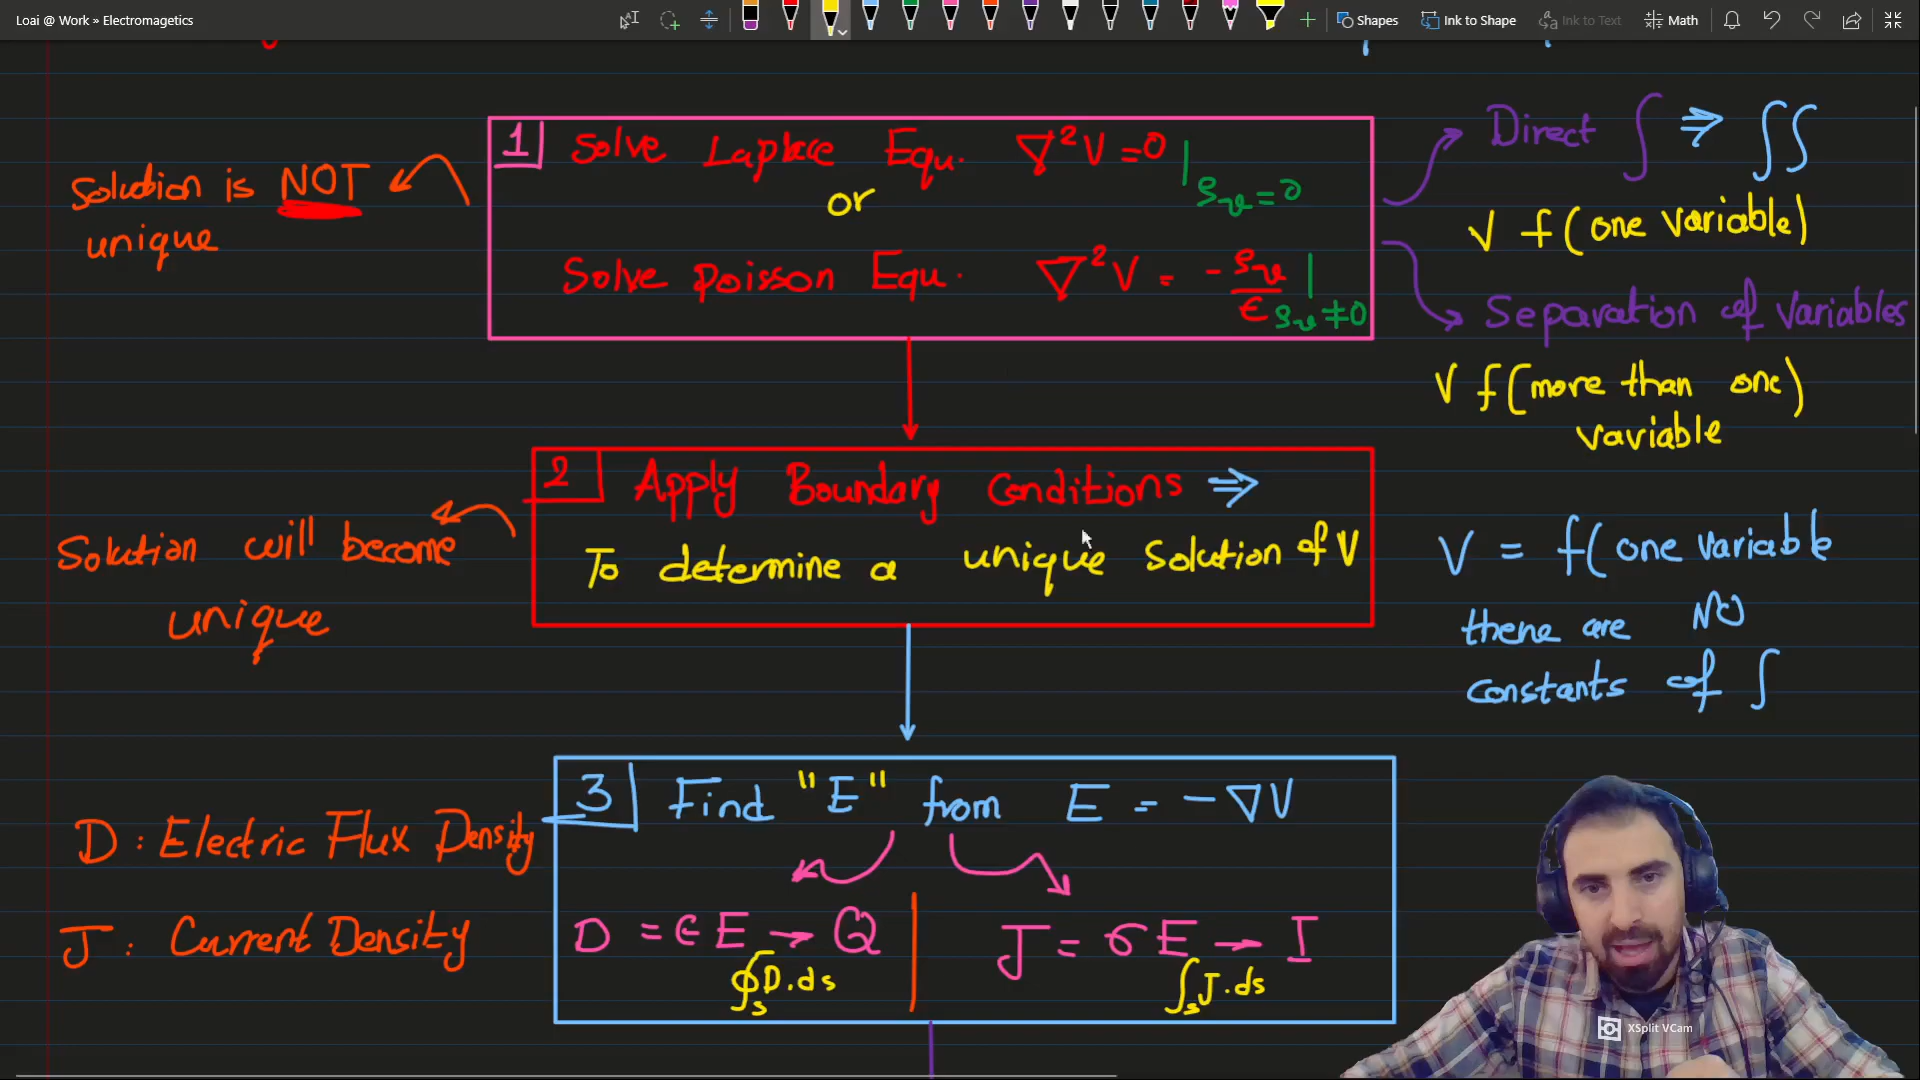 Loai @ Work » Electromagetics
Shapes
Ink to Shape
Ink to Text
Math
1 Solve Laplace Equ. ∇²V = 0 | ρv = 0
or
Solve Poisson Equ. ∇²V = - ρv/ϵ | ρv ≠ 0
Solution is NOT
unique
Direct ∫ ⇒ ∫∫
V f(one variable)
Separation of Variables
V f(more than one)
variable
2 Apply Boundary Conditions ⇒
To determine a unique Solution of V
Solution will become
unique
V = f(one variable
there are NO
constants of ∫
3 Find "E" from E = -∇V
D = ϵE → Q
∮s D.ds
J = σE → I
∫s J.ds
D : Electric Flux Density
J : Current Density
XSplit VCam